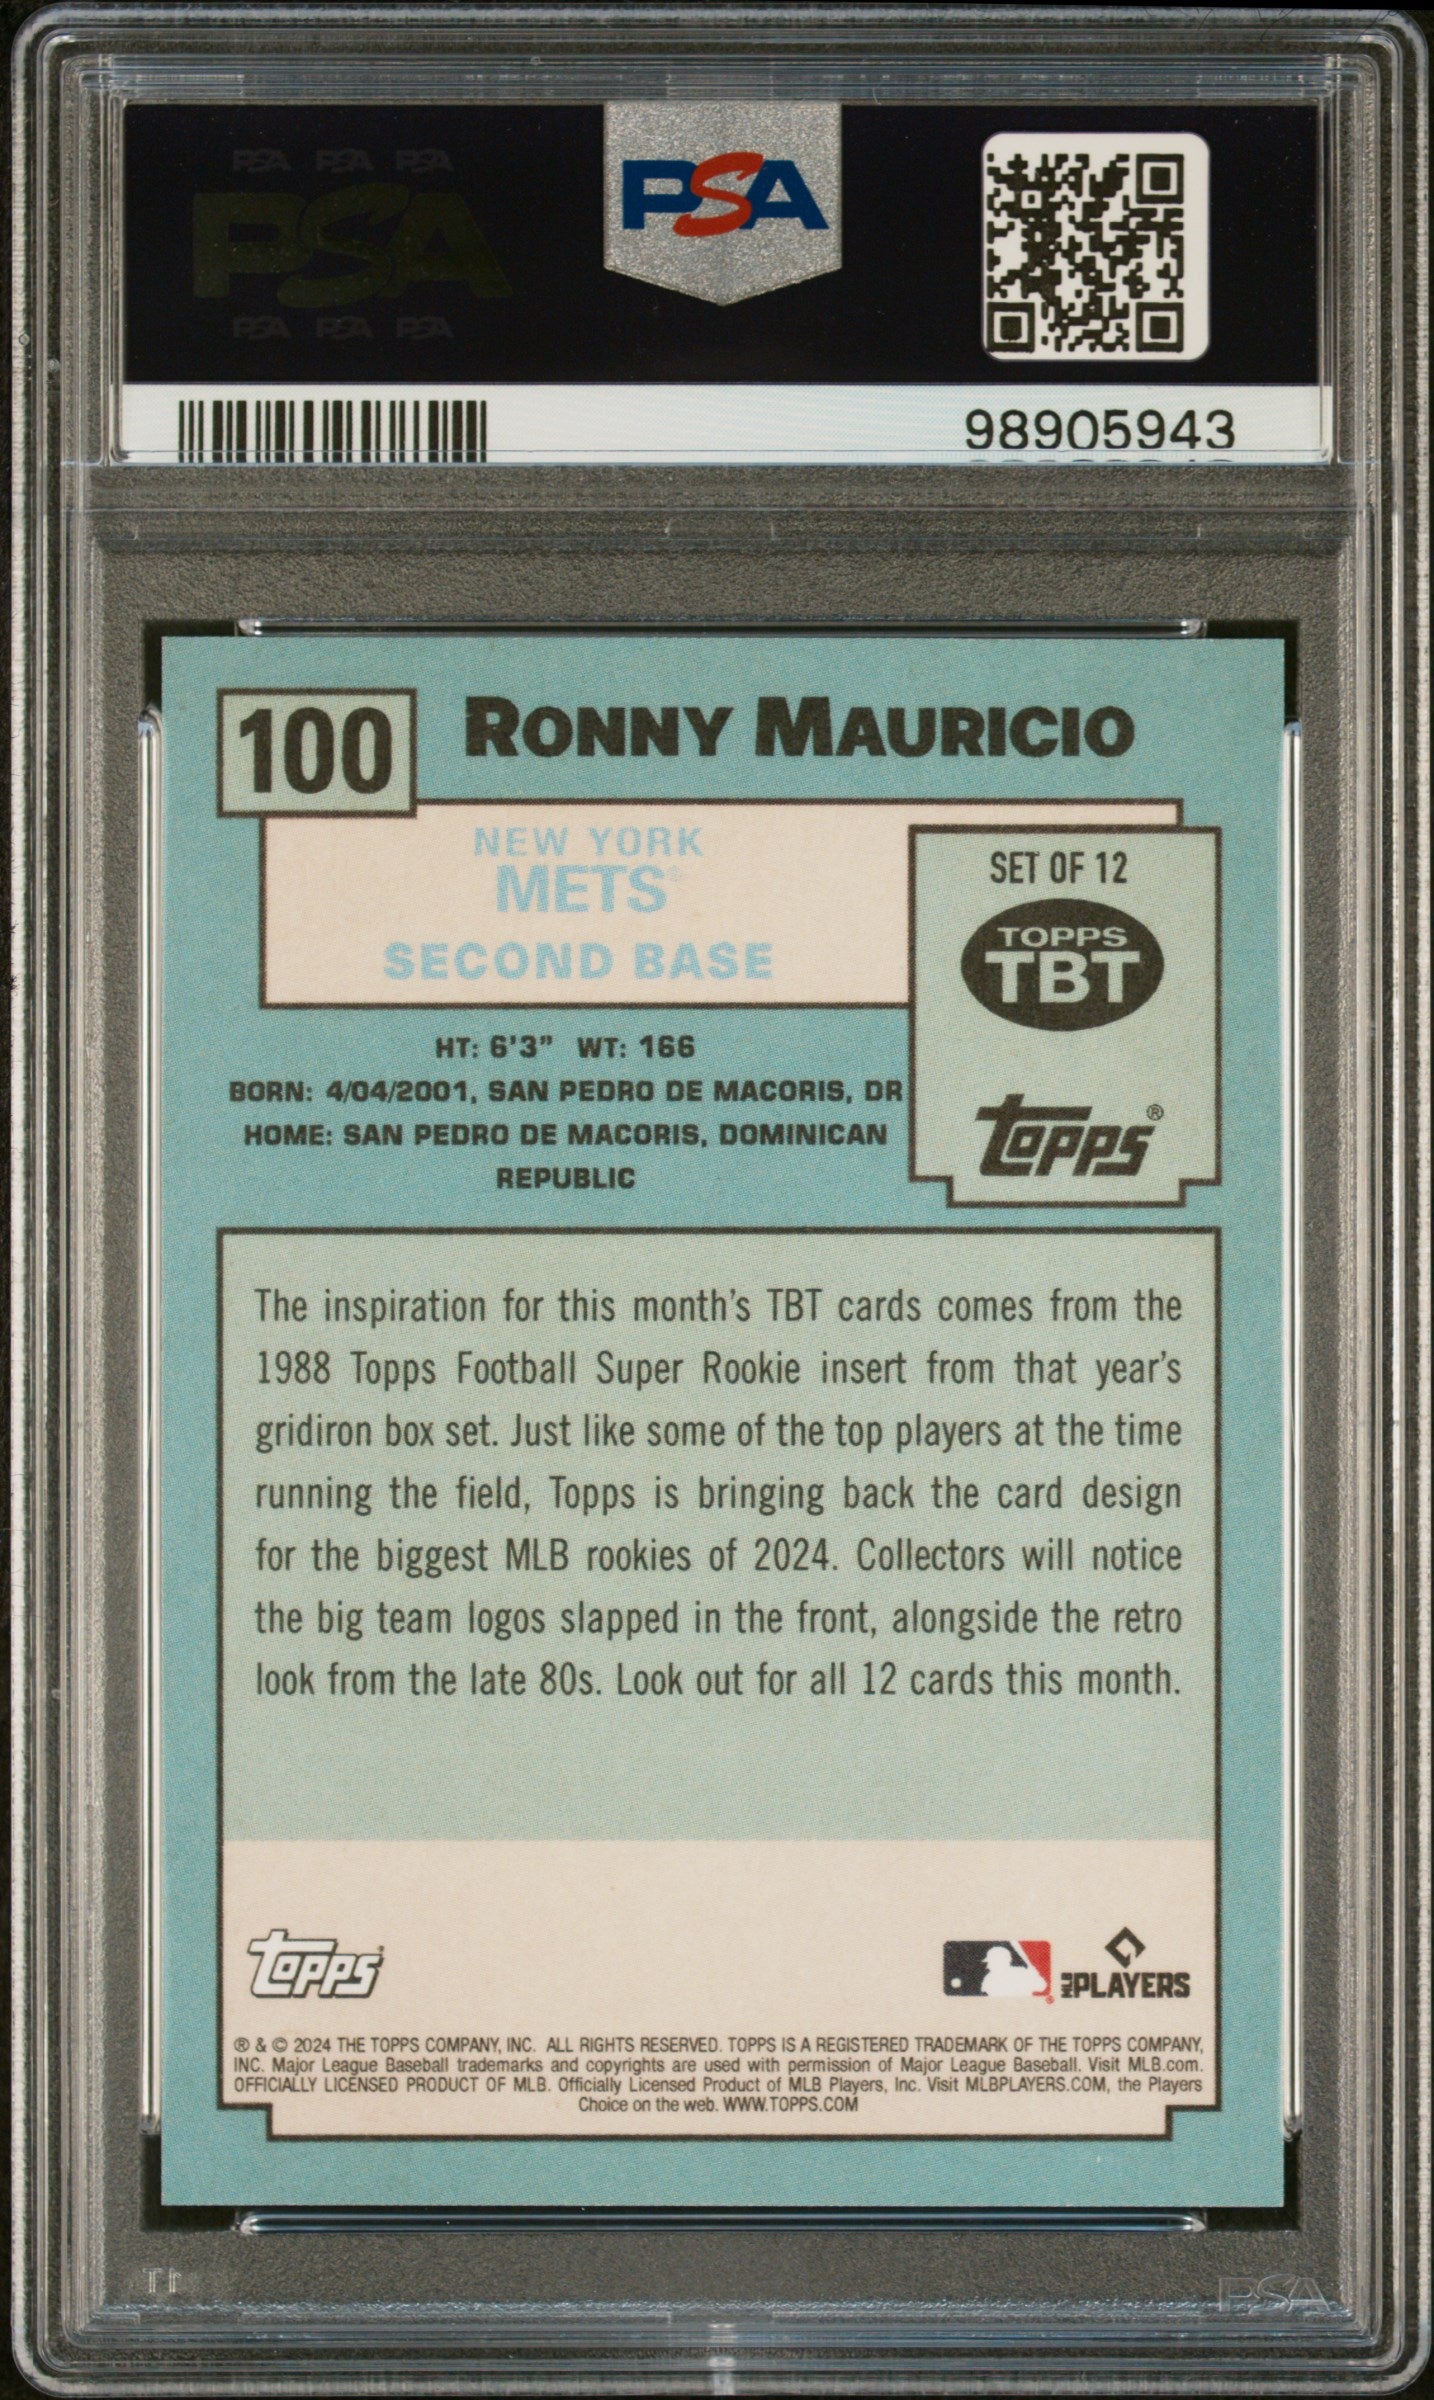 PSA PSA PSA
PSA
PSA PSA PSA
PSA
98905943
100
RONNY MAURICIO
NEW YORK
METS®
SECOND BASE
SET OF 12
TOPPS
TBT
Topps®
HT: 6'3" WT: 166
BORN: 4/04/2001, SAN PEDRO DE MACORIS, DR
HOME: SAN PEDRO DE MACORIS, DOMINICAN
REPUBLIC
The inspiration for this month's TBT cards comes from the
1988 Topps Football Super Rookie insert from that year's
gridiron box set. Just like some of the top players at the time
running the field, Topps is bringing back the card design
for the biggest MLB rookies of 2024. Collectors will notice
the big team logos slapped in the front, alongside the retro
look from the late 80s. Look out for all 12 cards this month.
Topps
MLB PLAYERS
® & © 2024 THE TOPPS COMPANY, INC. ALL RIGHTS RESERVED. TOPPS IS A REGISTERED TRADEMARK OF THE TOPPS COMPANY,
INC. Major League Baseball trademarks and copyrights are used with permission of Major League Baseball. Visit MLB.com.
OFFICIALLY LICENSED PRODUCT OF MLB. Officially Licensed Product of MLB Players, Inc. Visit MLBPLAYERS.COM, the Players
Choice on the web. WWW.TOPPS.COM
PSA